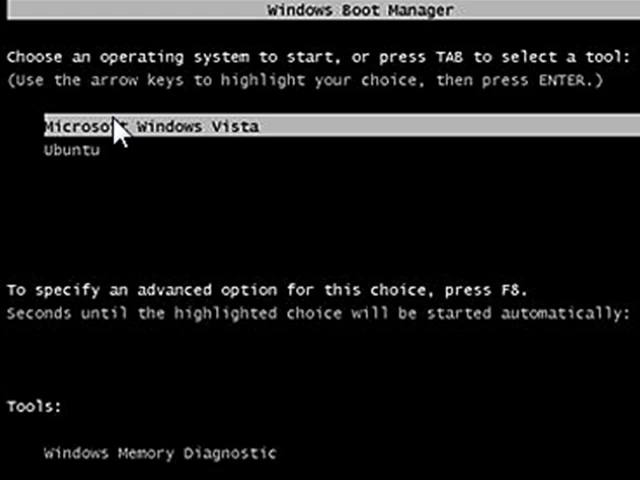 Windows Boot Manager
Choose an operating system to start, or press TAB to select a tool:
(Use the arrow keys to highlight your choice, then press ENTER.)
Microsoft Windows Vista
Ubuntu
To specify an advanced option for this choice, press F8.
Seconds until the highlighted choice will be started automatically:
Tools:
Windows Memory Diagnostic